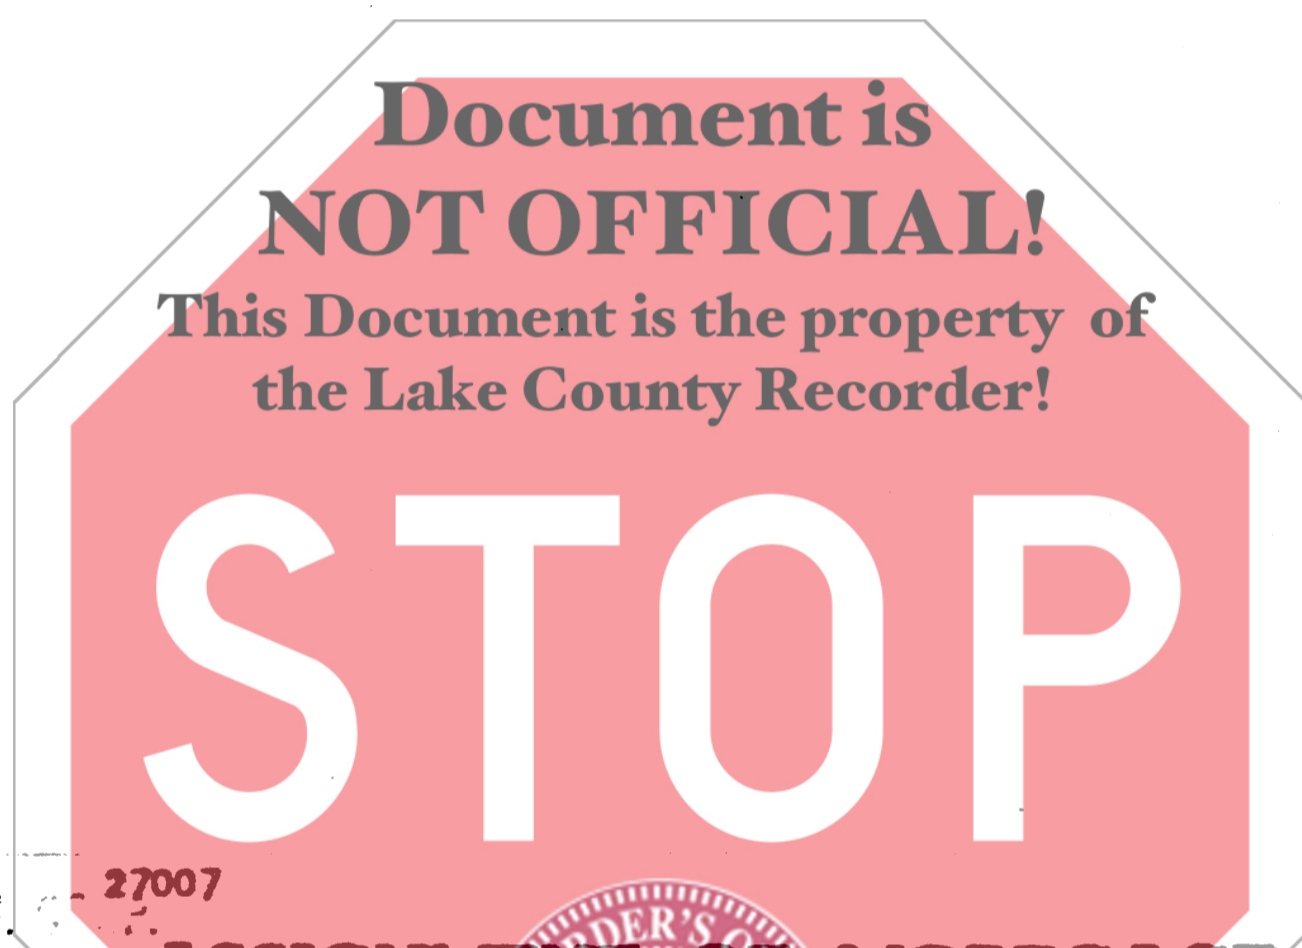 Document is
NOT OFFICIAL!
This Document is the property of
the Lake County Recorder!
STOP
27007